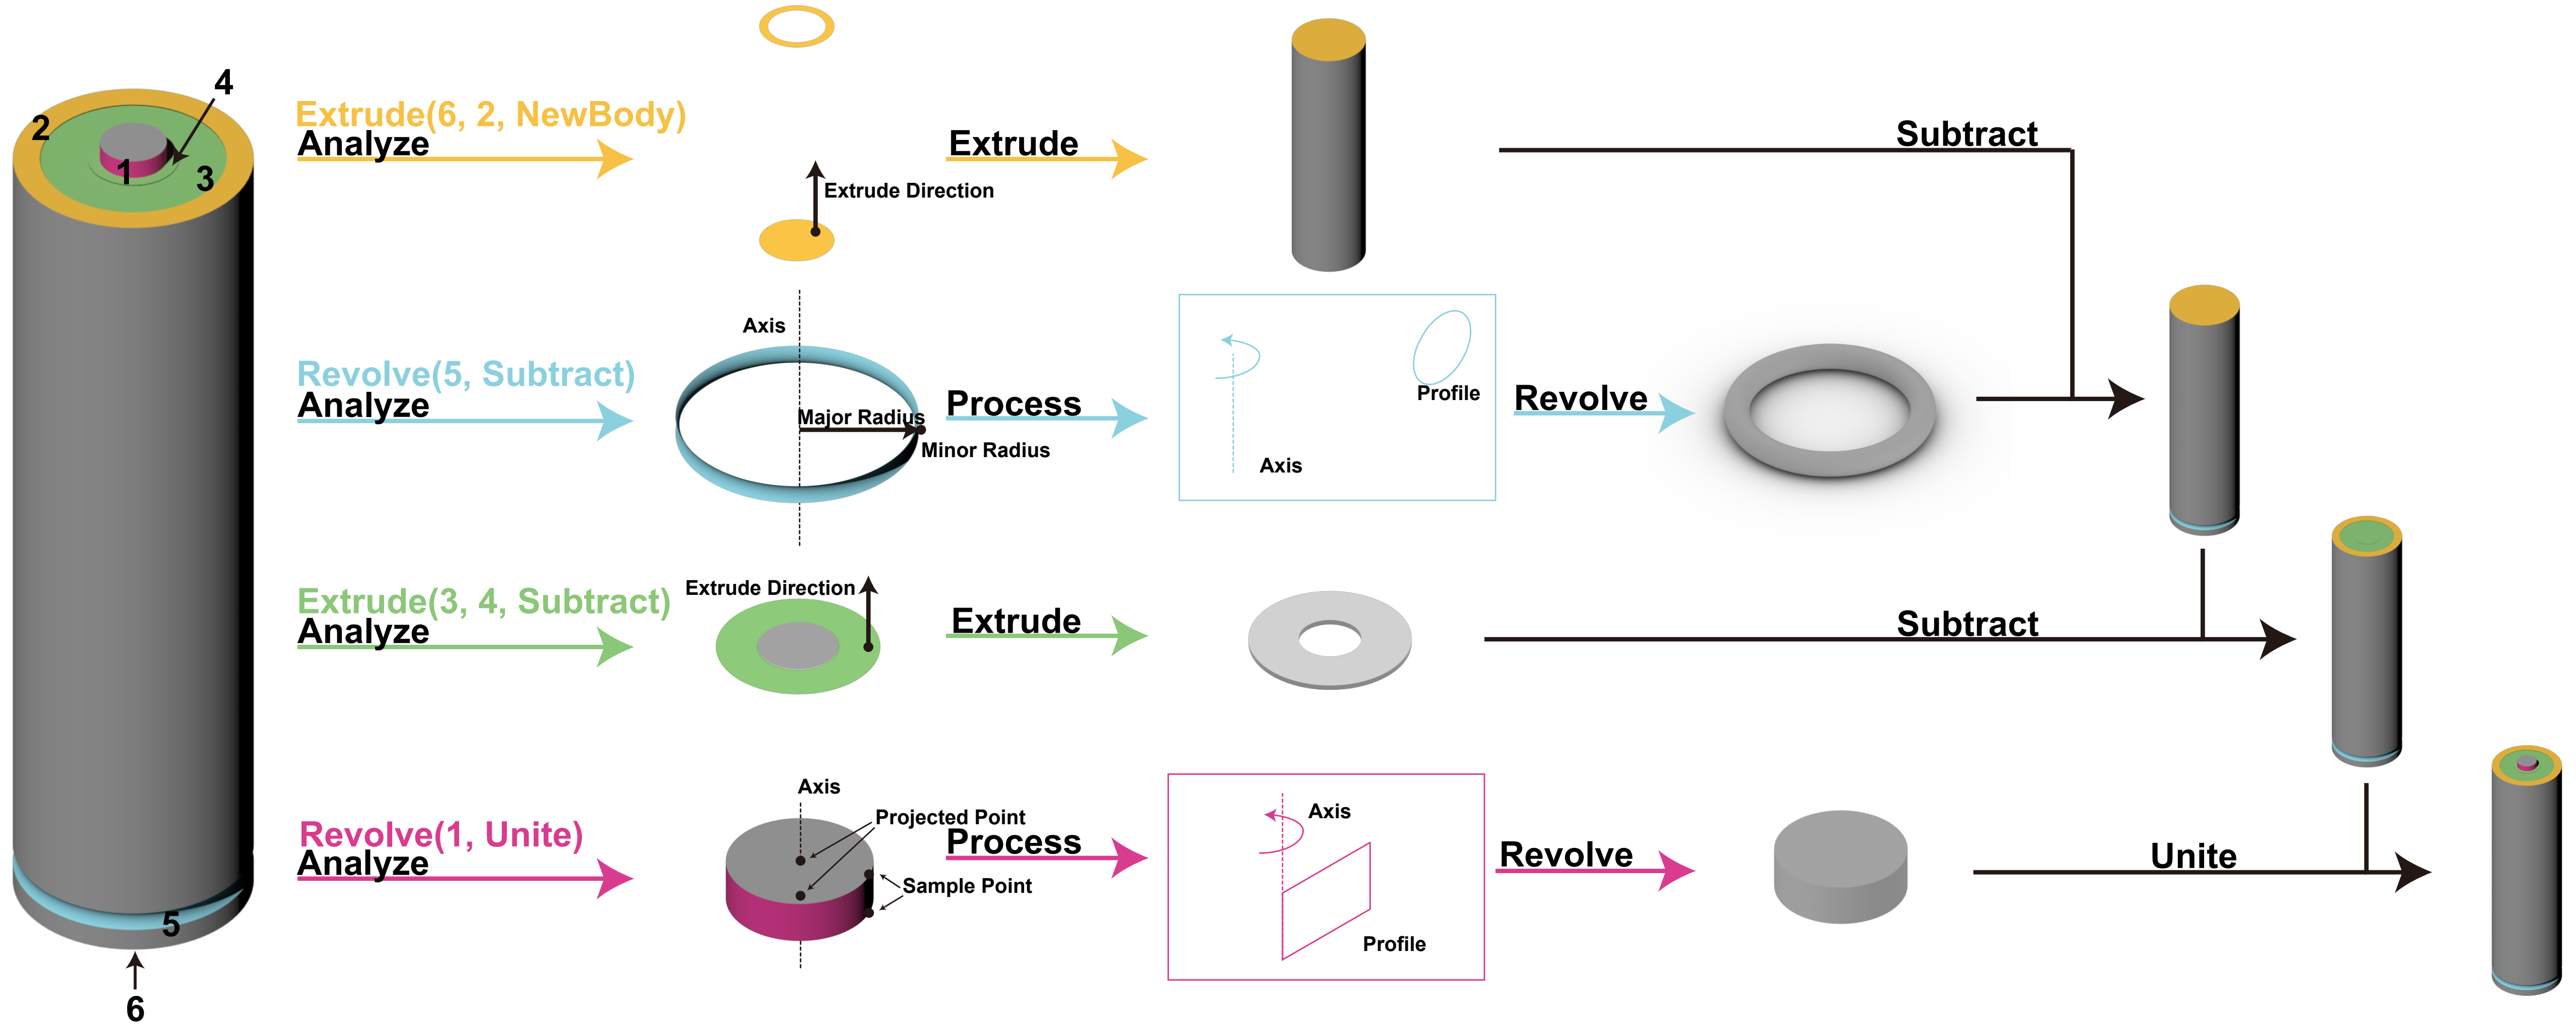 4
2
1
3
5
6
Extrude(6, 2, NewBody)
Analyze
Extrude Direction
Extrude
Subtract
Revolve(5, Subtract)
Analyze
Axis
Major Radius
Minor Radius
Process
Axis
Profile
Revolve
Extrude(3, 4, Subtract)
Analyze
Extrude Direction
Extrude
Subtract
Revolve(1, Unite)
Analyze
Axis
Projected Point
Sample Point
Process
Axis
Profile
Revolve
Unite